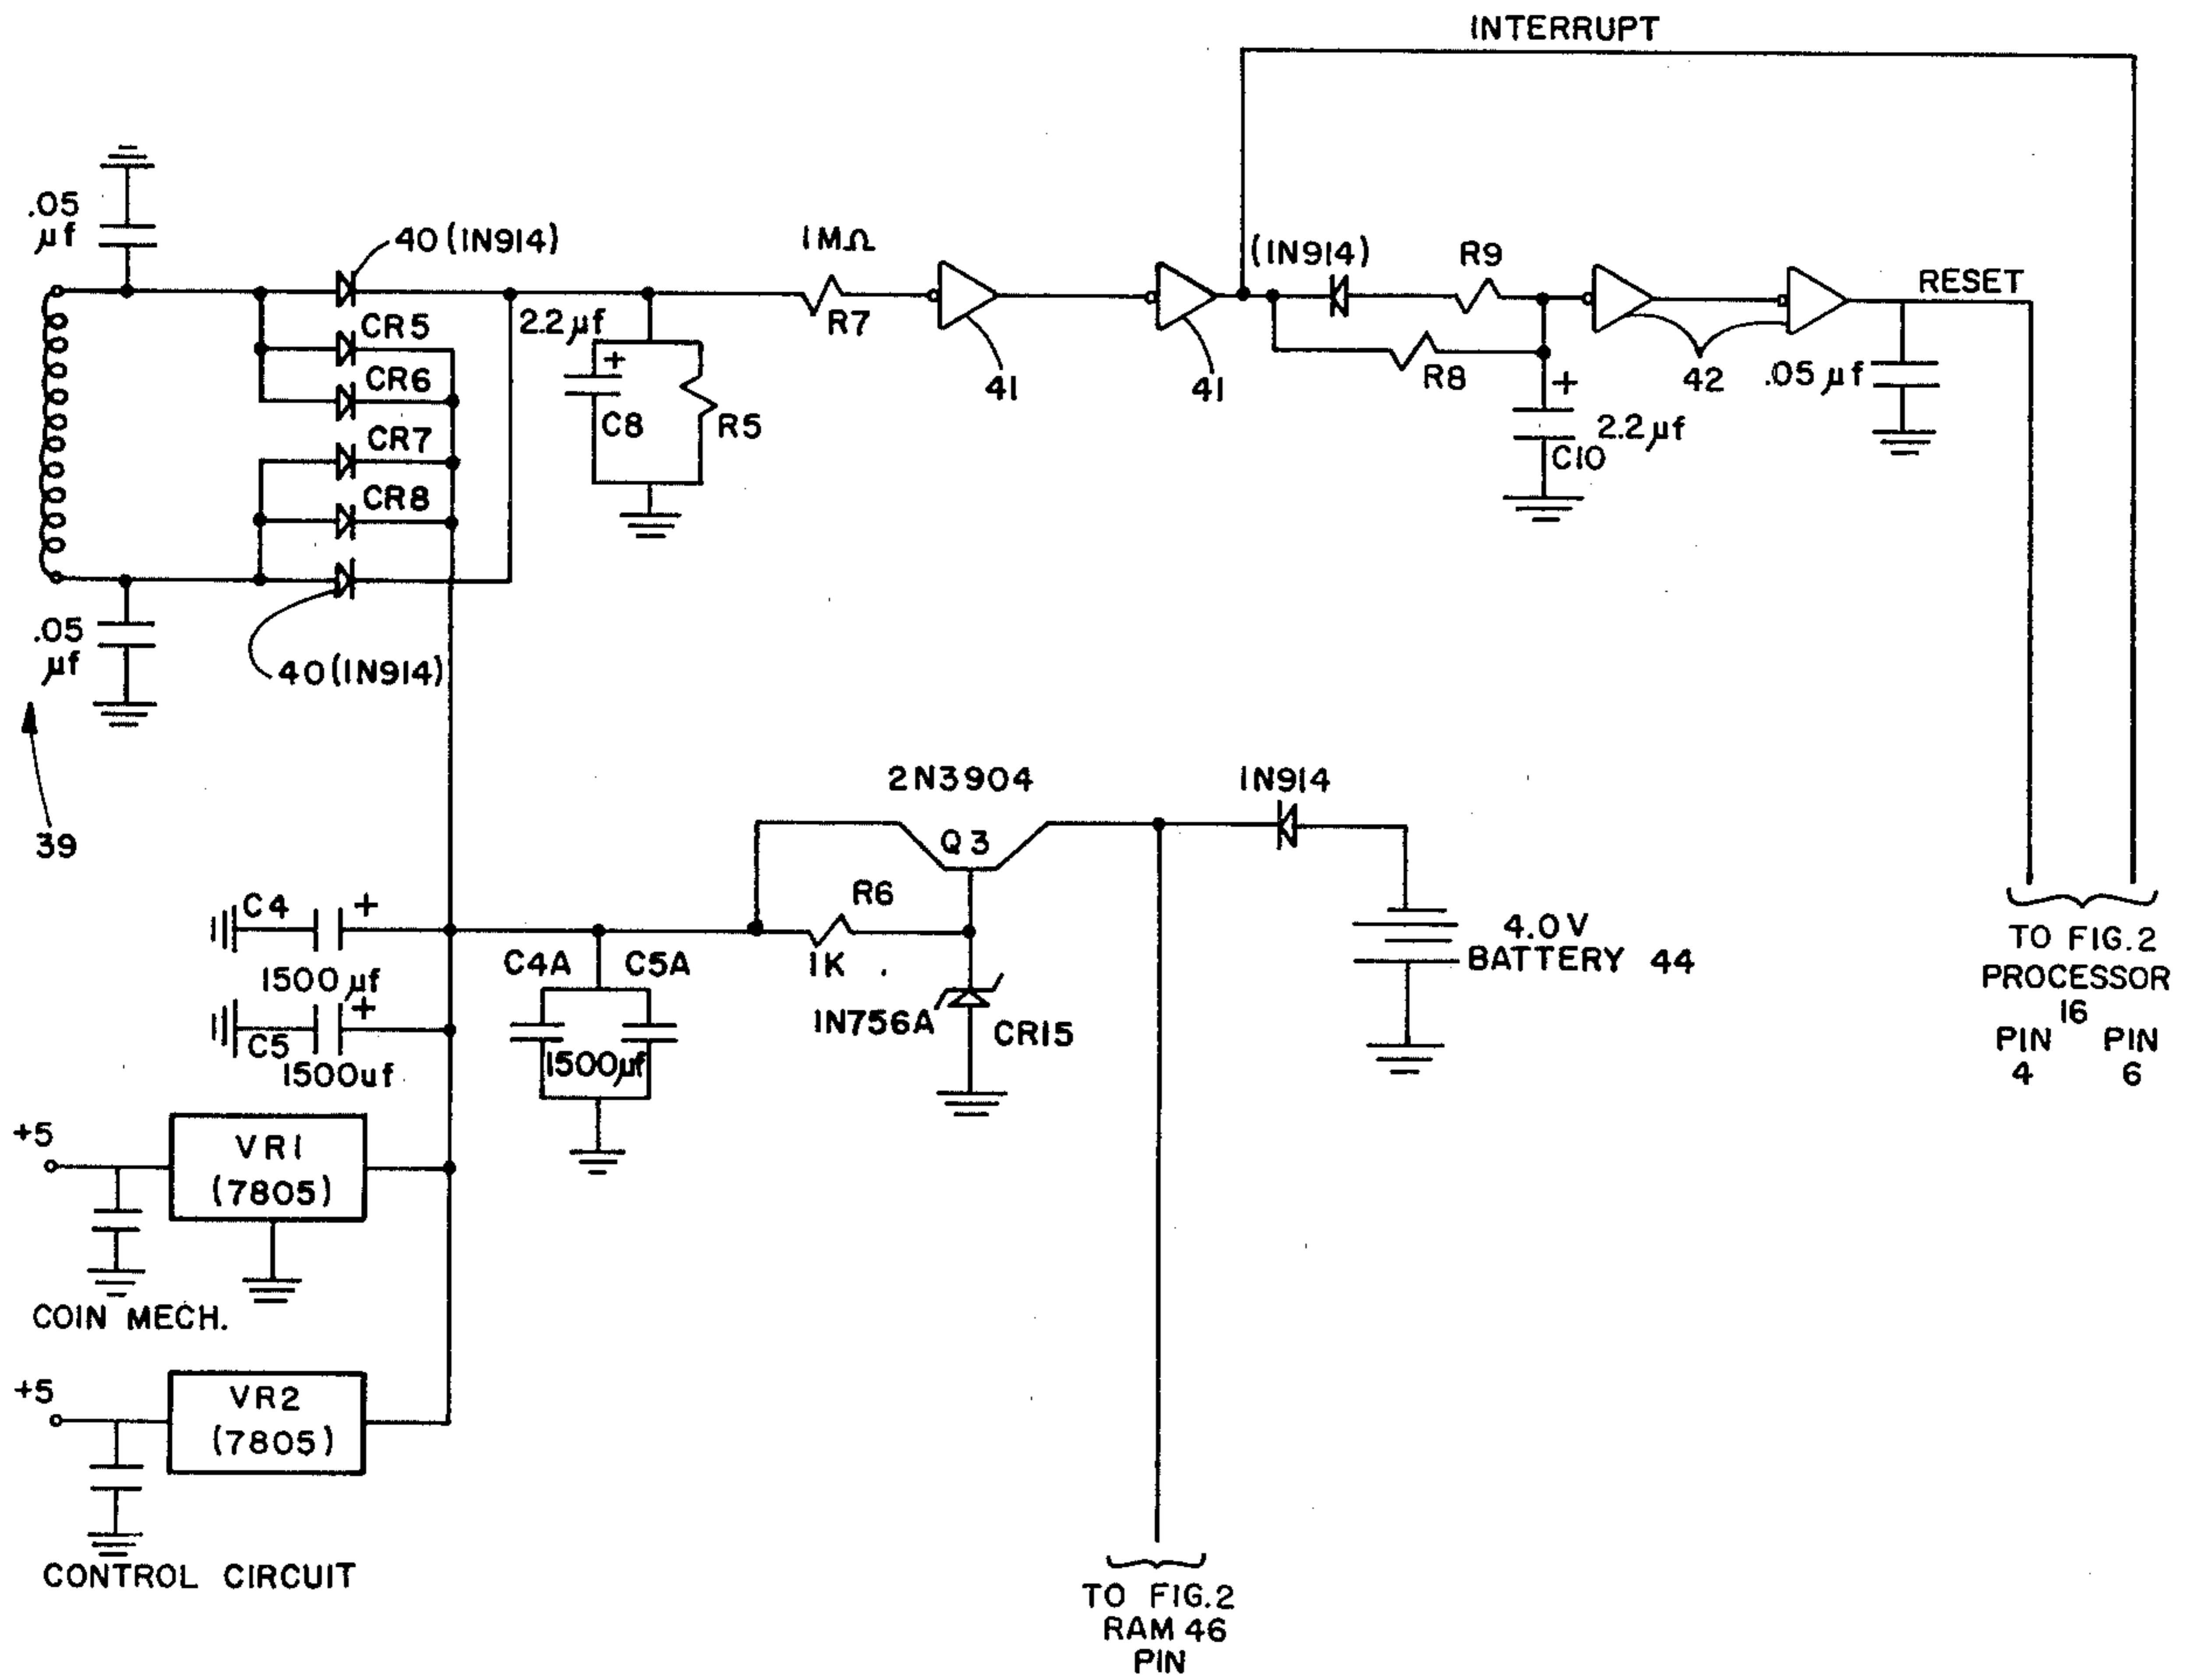 INTERRUPT
.05
µf
40 (IN914)
1MΩ
(IN914)
R9
RESET
CR5
2.2µf
R7
CR6
+
41
41
R8
42
.05µf
C8
R5
+
2.2µf
CR7
C10
CR8
.05
µf
40(IN914)
39
2N3904
IN914
Q3
C4
+
R6
4.0V
BATTERY 44
TO FIG.2
PROCESSOR
16
PIN
4
PIN
6
1500µf
C4A
C5A
1K
+
C5
1500uf
1500µf
IN756A
CR15
+5
VR1
(7805)
COIN MECH.
+5
VR2
(7805)
CONTROL CIRCUIT
TO FIG.2
RAM 46
PIN